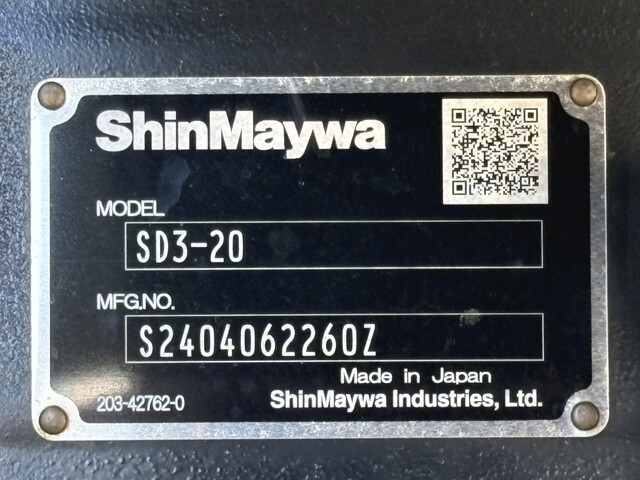 ShinMaywa
MODEL
SD3-20
MFG.NO.
S2404062260Z
Made in Japan
203-42762-0 ShinMaywa Industries, Ltd.